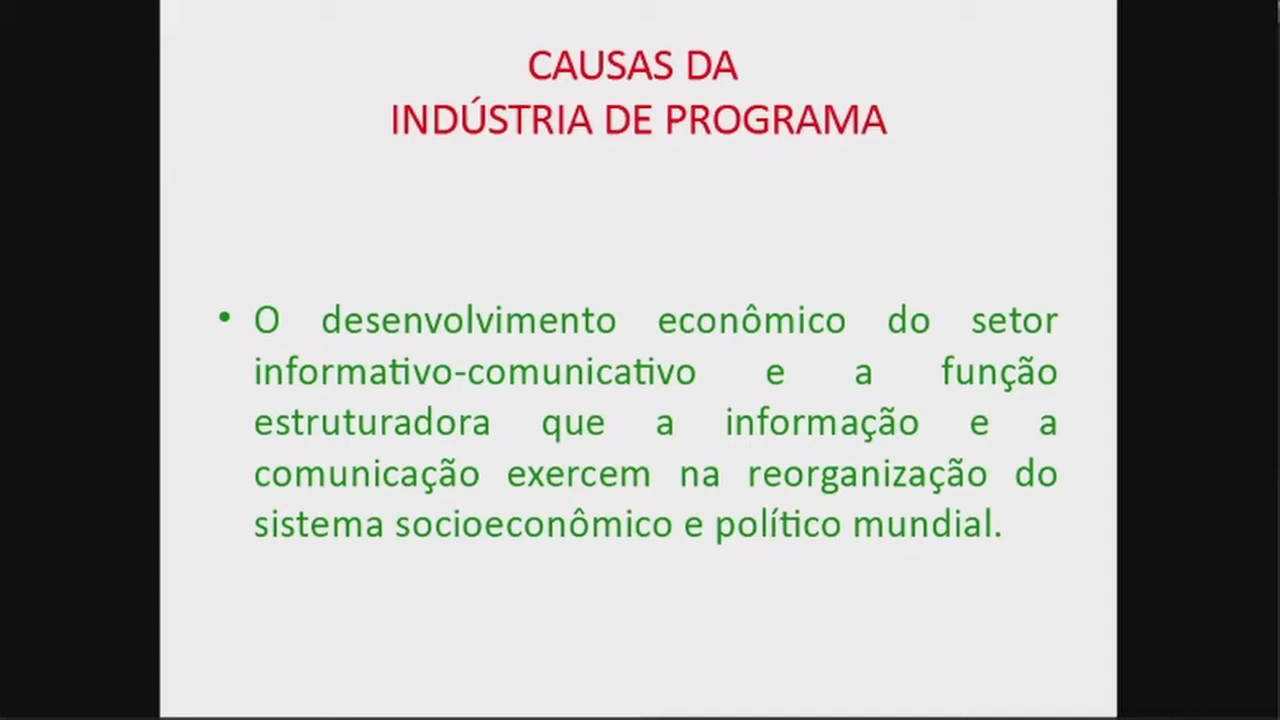 CAUSAS DA
INDÚSTRIA DE PROGRAMA
• O desenvolvimento econômico do setor
informativo-comunicativo e a função
estruturadora que a informação e a
comunicação exercem na reorganização do
sistema socioeconômico e político mundial.